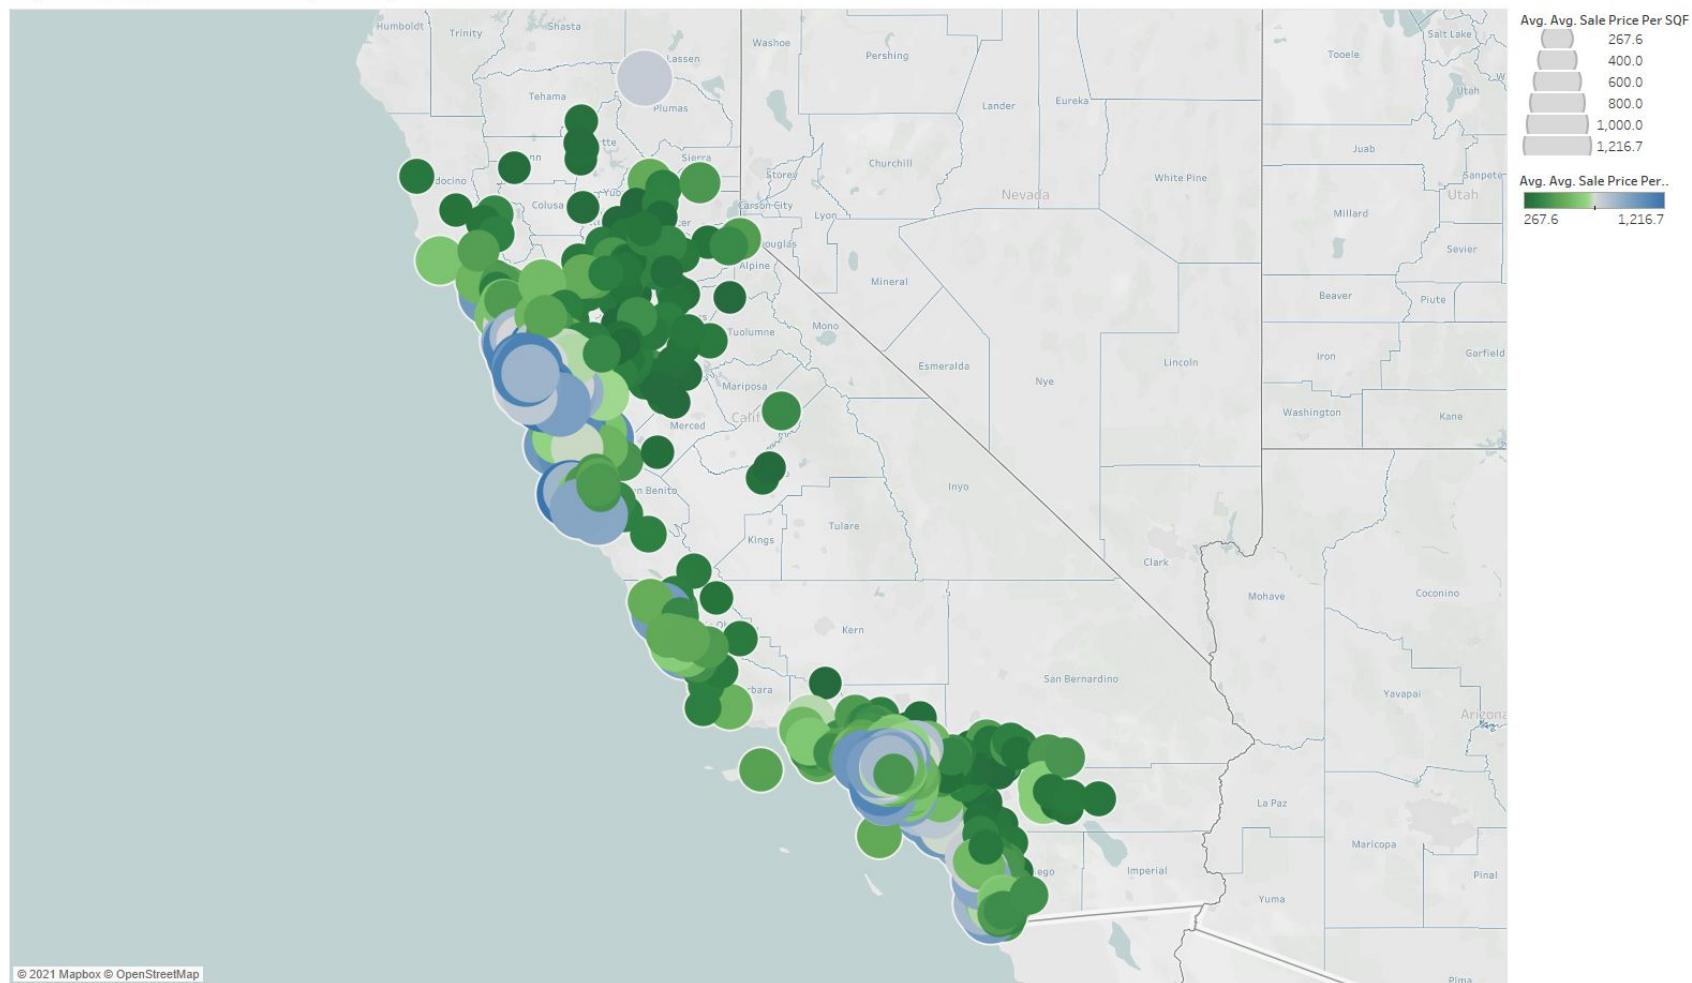 Avg. Avg. Sale Price Per SQF
267.6
400.0
600.0
800.0
1,000.0
1,216.7
Avg. Avg. Sale Price Per..
267.6 1,216.7
Humboldt
Trinity
Shasta
Lassen
Washoe
Pershing
Tooele
Salt Lake
Utah
Tehama
Plumas
Lander
Eureka
Juab
Sierra
Churchill
White Pine
Sanpete
Storey
Nevada
Utah
Colusa
Carson City
Lyon
Millard
Sevier
Alpine
Mineral
Beaver
Piute
Tuolumne
Mono
Iron
Garfield
Esmeralda
Lincoln
Nye
Mariposa
Washington
Kane
Merced
Inyo
Tulare
Kings
Clark
Mohave
Coconino
Kern
San Bernardino
Yavapai
Arizona
La Paz
Maricopa
Imperial
Pinal
Yuma
Pima
© 2021 Mapbox © OpenStreetMap